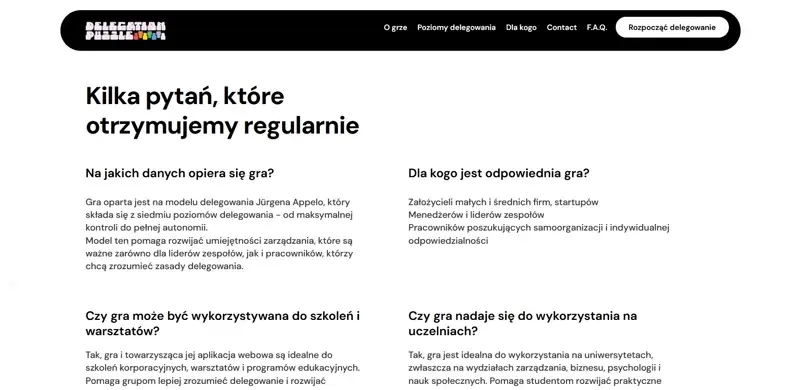 DELEGATION
PUZZLE
O grze
Poziomy delegowania
Dla kogo
Contact
F.A.Q.
Rozpocząć delegowanie
Kilka pytań, które
otrzymujemy regularnie
Na jakich danych opiera się gra?
Gra oparta jest na modelu delegowania Jürgena Appelo, który
składa się z siedmiu poziomów delegowania - od maksymalnej
kontroli do pełnej autonomii.
Model ten pomaga rozwijać umiejętności zarządzania, które są
ważne zarówno dla liderów zespołów, jak i pracowników, którzy
chcą zrozumieć zasady delegowania.
Dla kogo jest odpowiednia gra?
Założycieli małych i średnich firm, startupów
Menedżerów i liderów zespołów
Pracowników poszukujących samoorganizacji i indywidualnej
odpowiedzialności
Czy gra może być wykorzystywana do szkoleń i
warsztatów?
Tak, gra i towarzysząca jej aplikacja webowa są idealne do
szkoleń korporacyjnych, warsztatów i programów edukacyjnych.
Pomaga grupom lepiej zrozumieć delegowanie i rozwijać
Czy gra nadaje się do wykorzystania na
uczelniach?
Tak, gra jest idealna do wykorzystania na uniwersytetach,
zwłaszcza na wydziałach zarządzania, biznesu, psychologii i
nauk społecznych. Pomaga studentom rozwijać praktyczne